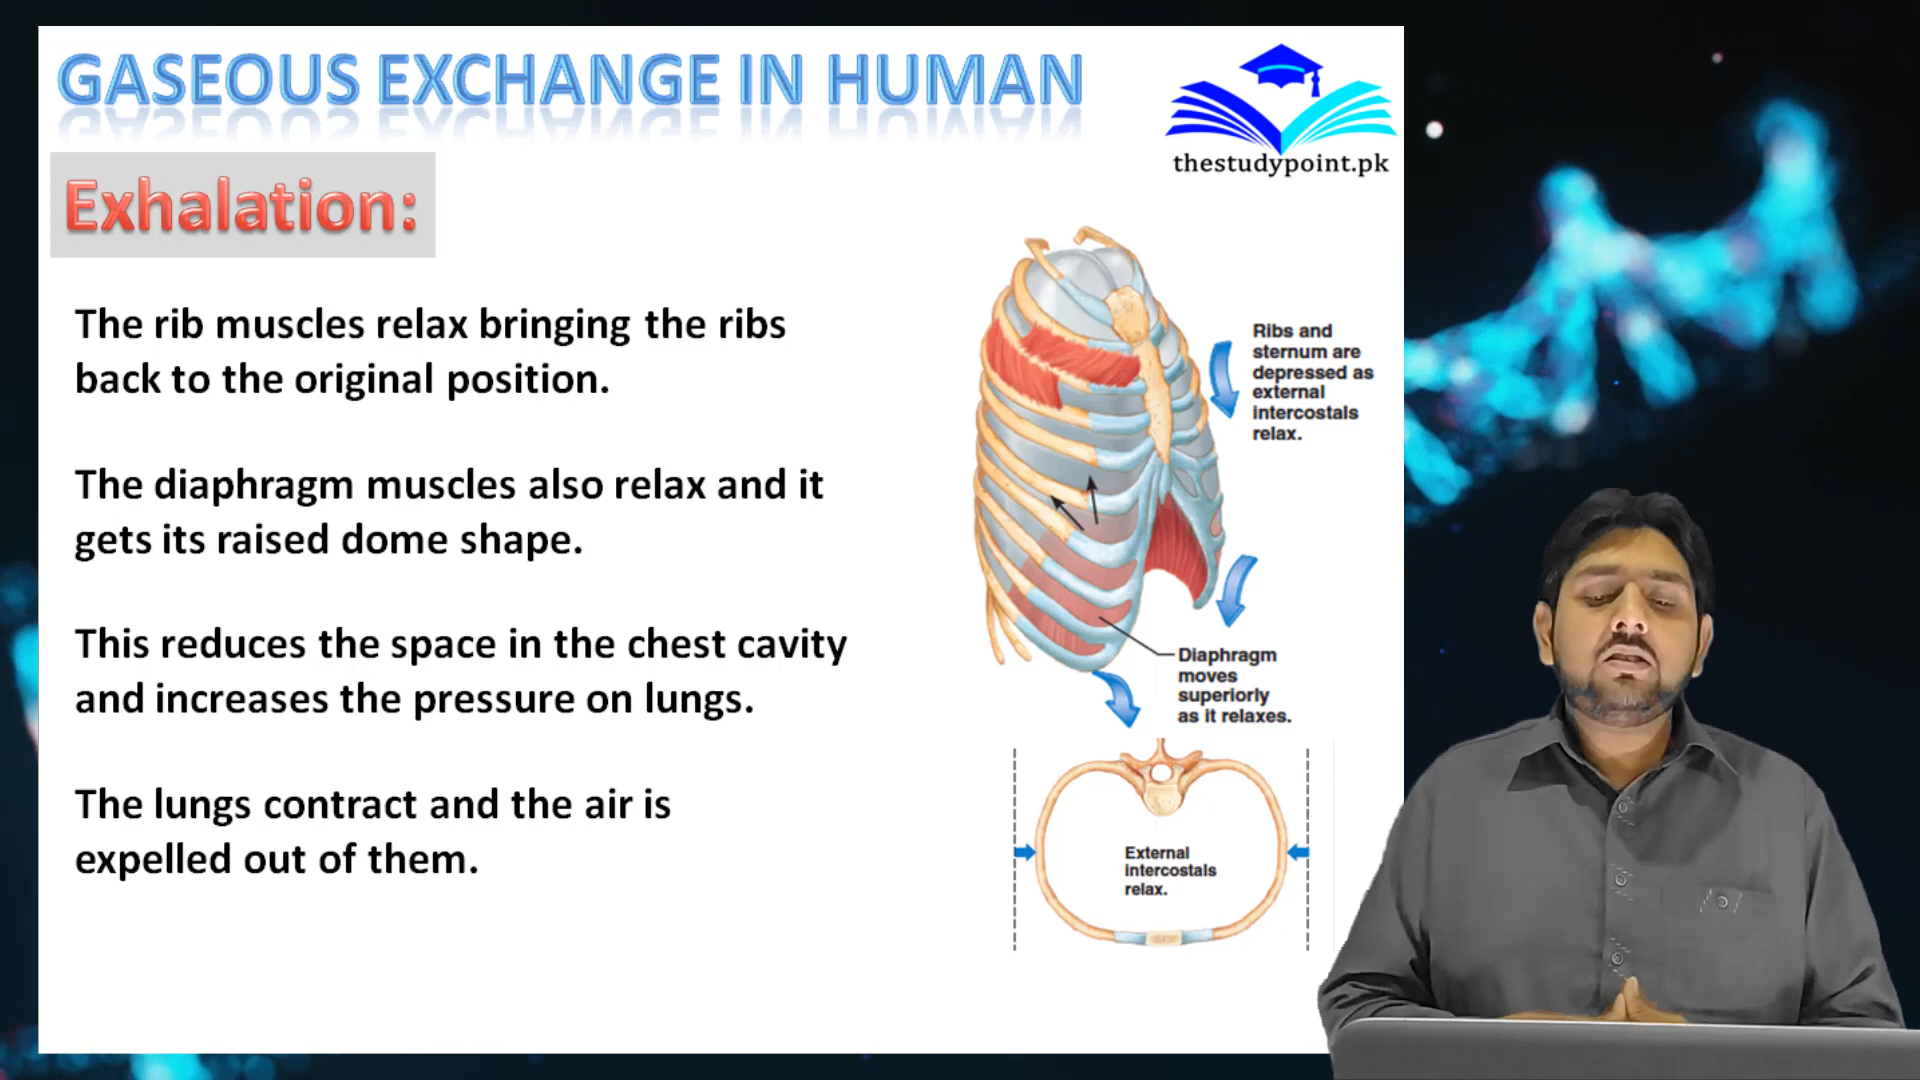 GASEOUS EXCHANGE IN HUMAN
thestudypoint.pk
Exhalation:
The rib muscles relax bringing the ribs
back to the original position.
The diaphragm muscles also relax and it
gets its raised dome shape.
This reduces the space in the chest cavity
and increases the pressure on lungs.
The lungs contract and the air is
expelled out of them.
Ribs and
sternum are
depressed as
external
intercostals
relax.
Diaphragm
moves
superiorly
as it relaxes.
External
intercostals
relax.